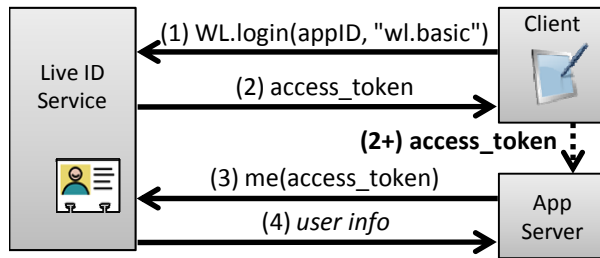 (1) WL.login(appID, "wl.basic")
Client
Live ID
Service
(2) access_token
(2+) access_token
(3) me(access_token)
(4) user info
App
Server